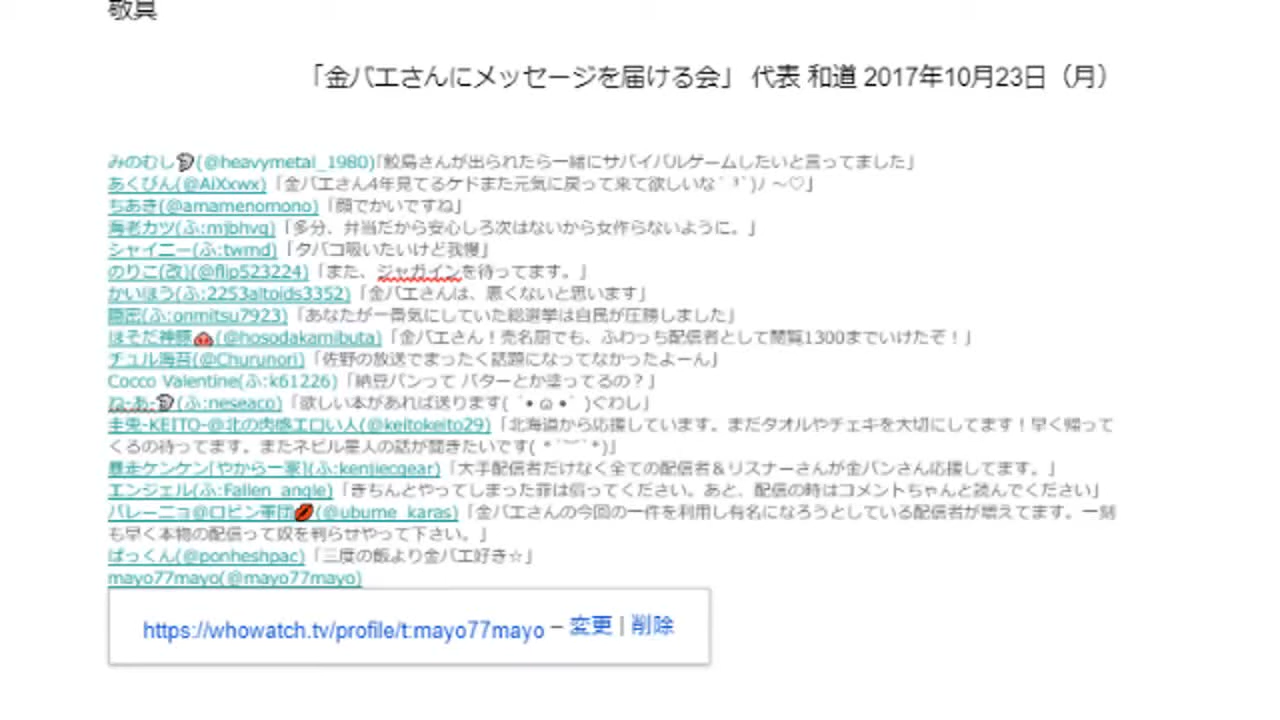 敬具
「金バエさんにメッセージを届ける会」 代表 和道 2017年10月23日（月）
みのむし(@heavymetal_1980)「鮫島さんが出られたら一緒にサバイバルゲームしたいと言ってました」
あくびん(@AiXxwx)「金バエさん4年見てるケドまた元気に戻って来て欲しいな´³`)ﾉ ～♡」
ちあき(@amamenomono)「顔でかいですね」
海老カツ(ふ:mjbhvq)「多分、弁当だから安心しろ次はないから女作らないように。」
シャイニー(ふ:twmd)「タバコ吸いたいけど我慢」
のりこ(改)(@flip523224)「また、ジャガインを待ってます。」
かいほう(ふ:2253altoids3352)「金バエさんは、悪くないと思います」
隠密(ふ:onmitsu7923)「あなたが一番気にしていた総選挙は自民が圧勝しました」
ほそだ神豚(@hosodakamibuta)「金バエさん！売名厨でも、ふわっち配信者として閲覧1300までいけたぞ！」
チュル海苔(@Churunori)「佐野の放送でまったく話題になってなかったよーん」
Cocco Valentine(ふ:k61226)「納豆パンって バターとか塗ってるの？」
ね-あ-(ふ:neseaco)「欲しい本があれば送ります( ´• ω •` )ぐわし」
圭兎-KEITO-@北の肉感エロい人(@keitokeito29)「北海道から応援しています。まだタオルやチェキを大切にしてます！早く帰って
くるの待ってます。またネビル星人の話が聞きたいです( *´︶`*)」
暴走ケンケン[やから一家](ふ:kenjiecgear)「大手配信者だけなく全ての配信者＆リスナーさんが金バンさん応援してます。」
エンジェル(ふ:Fallen_angle)「きちんとやってしまった罪は償ってください。あと、配信の時はコメントちゃんと読んでください」
バレーニョ@ロビン軍団(@ubume_karas)「金バエさんの今回の一件を利用し有名になろうとしている配信者が増えてます。一刻
も早く本物の配信って奴を判らせやって下さい。」
ぱっくん(@ponheshpac)「三度の飯より金バエ好き☆」
mayo77mayo(@mayo77mayo)
https://whowatch.tv/profile/t:mayo77mayo – 変更 | 削除